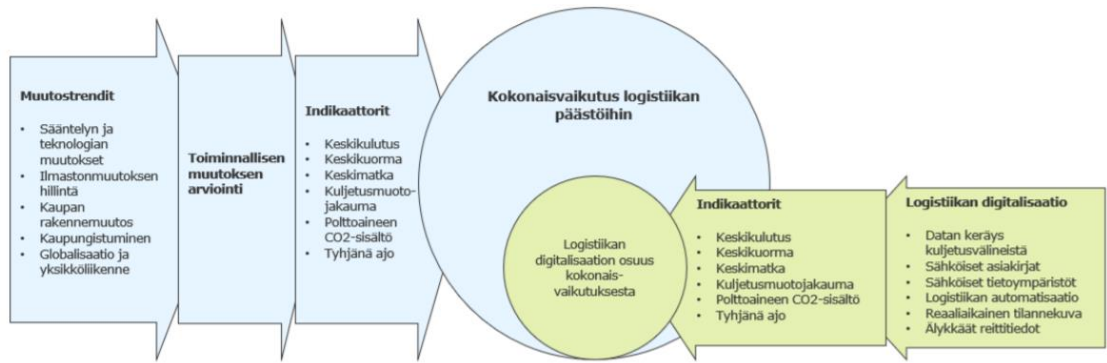 Muutostrendit
• Sääntelyn ja
teknologian
muutokset
• Ilmastonmuutoksen
hillintä
• Kaupan
rakennemuutos
• Kaupungistuminen
• Globalisaatio ja
yksikköliikenne
Toiminnallisen
muutoksen
arviointi
Indikaattorit
• Keskikulutus
• Keskikuorma
• Keskimatka
• Kuljetusmuoto-
jakauma
• Polttoaineen
CO2-sisältö
• Tyhjänä ajo
Kokonaisvaikutus logistiikan
päästöihin
Logistiikan
digitalisaation osuus
kokonais-
vaikutuksesta
Indikaattorit
• Keskikulutus
• Keskikuorma
• Keskimatka
• Kuljetusmuotojakauma
• Polttoaineen CO2-sisältö
• Tyhjänä ajo
Logistiikan digitalisaatio
• Datan keräys
kuljetusvälineistä
• Sähköiset asiakirjat
• Sähköiset tietoympäristöt
• Logistiikan automatisaatio
• Reaaliaikainen tilannekuva
• Älykkäät reittitiedot